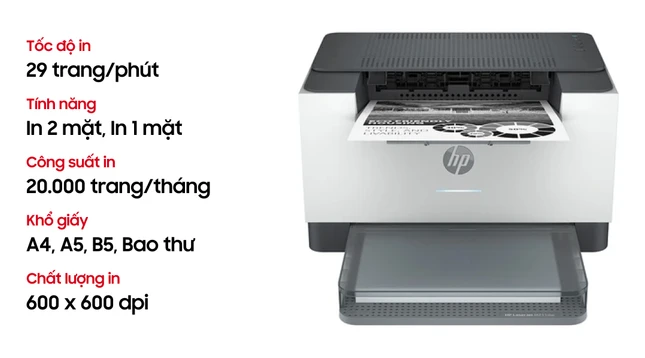 Tốc độ in
29 trang/phút
Tính năng
In 2 mặt, In 1 mặt
Công suất in
20.000 trang/tháng
Khổ giấy
A4, A5, B5, Bao thư
Chất lượng in
600 x 600 dpi
hp